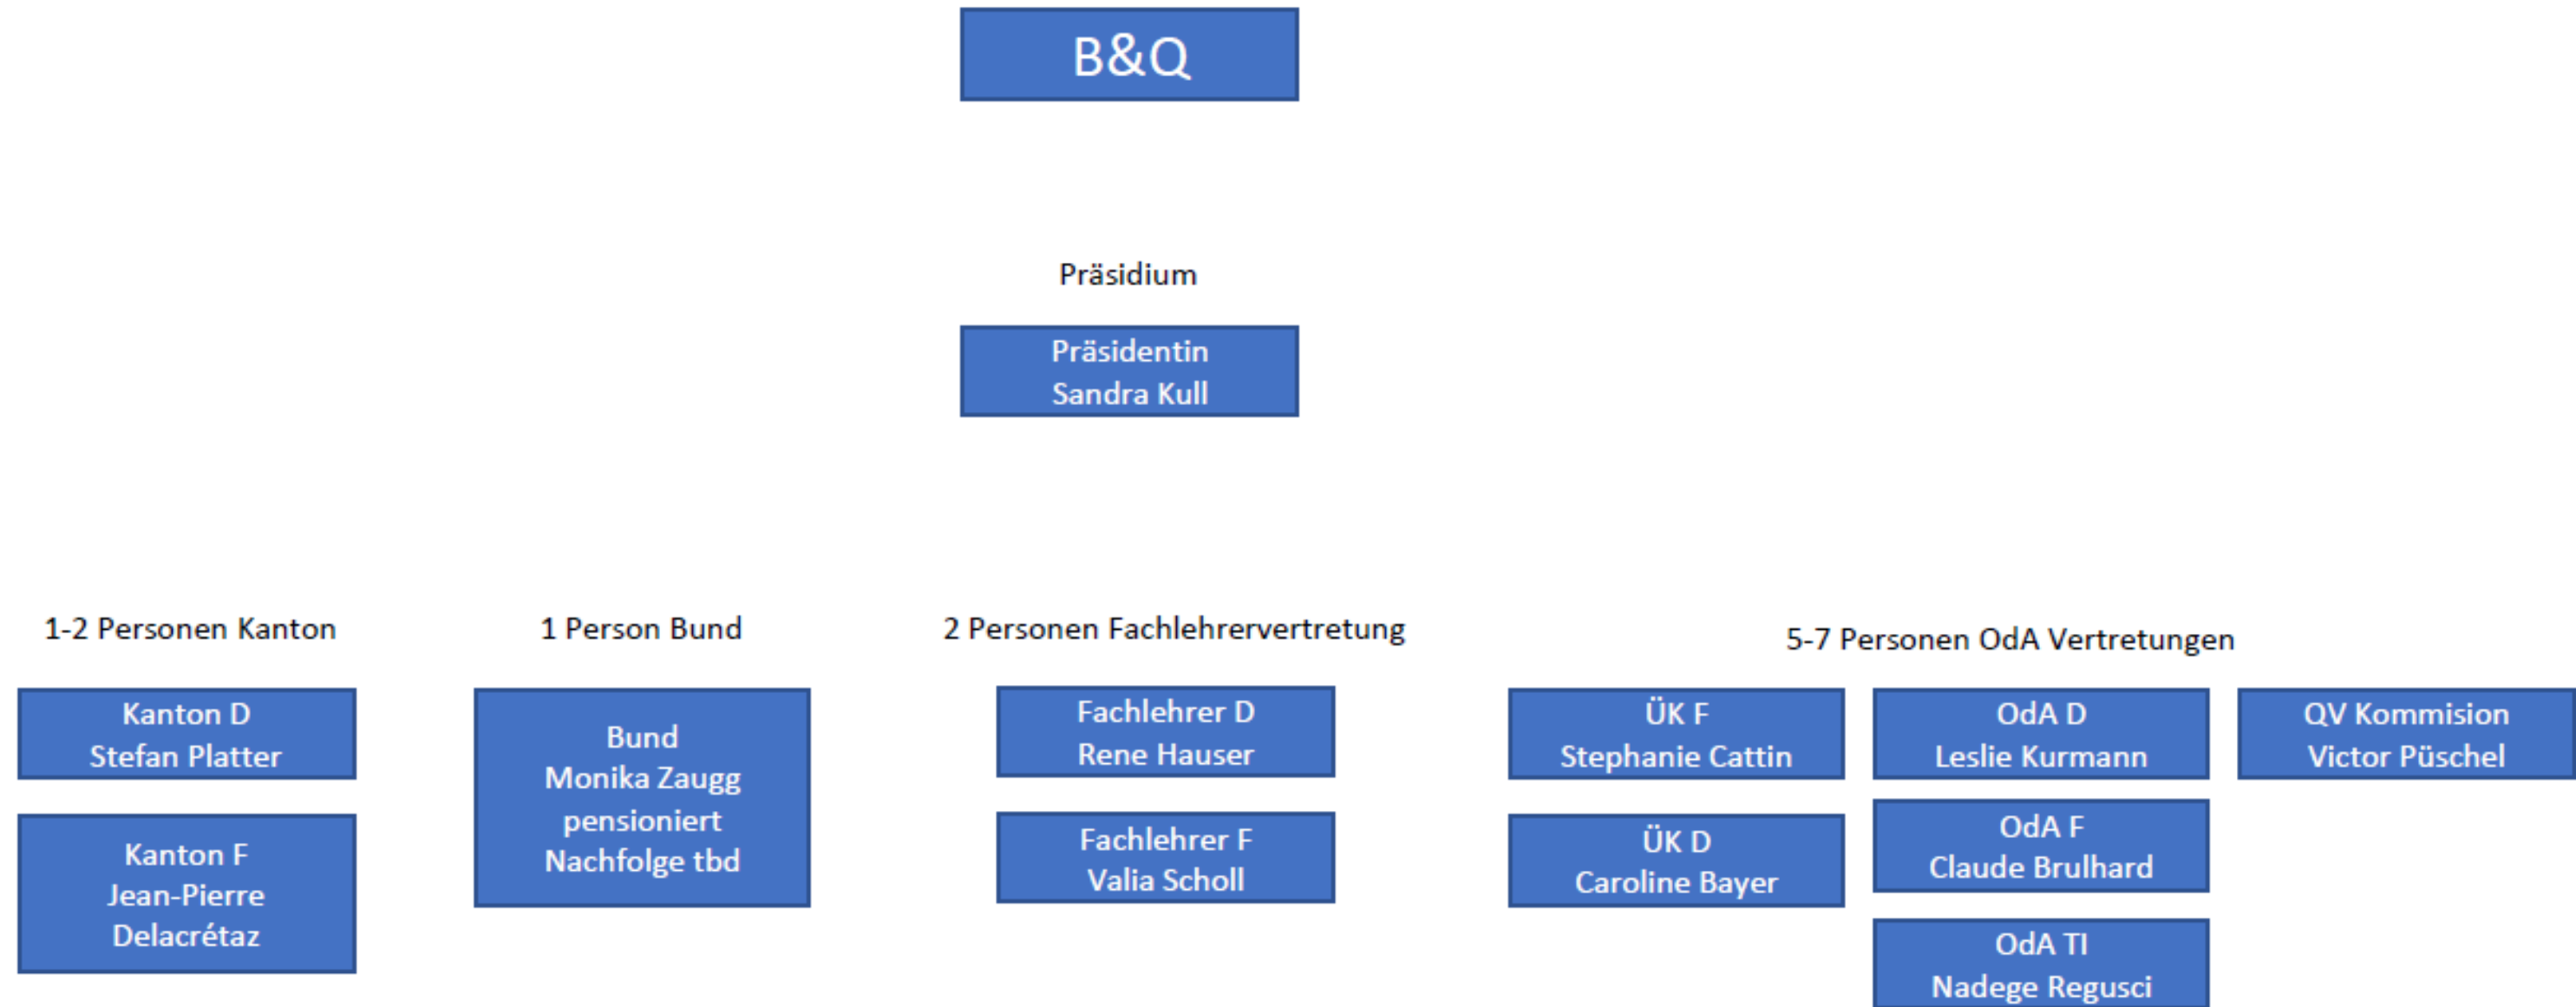 B&Q
Präsidium
Präsidentin
Sandra Kull
1-2 Personen Kanton
Kanton D
Stefan Platter
Kanton F
Jean-Pierre
Delacrétaz
1 Person Bund
Bund
Monika Zaugg
pensioniert
Nachfolge tbd
2 Personen Fachlehrervertretung
Fachlehrer D
Rene Hauser
Fachlehrer F
Valia Scholl
5-7 Personen OdA Vertretungen
ÜK F
Stephanie Cattin
ÜK D
Caroline Bayer
OdA D
Leslie Kurmann
OdA F
Claude Brulhard
OdA TI
Nadege Regusci
QV Kommision
Victor Püschel